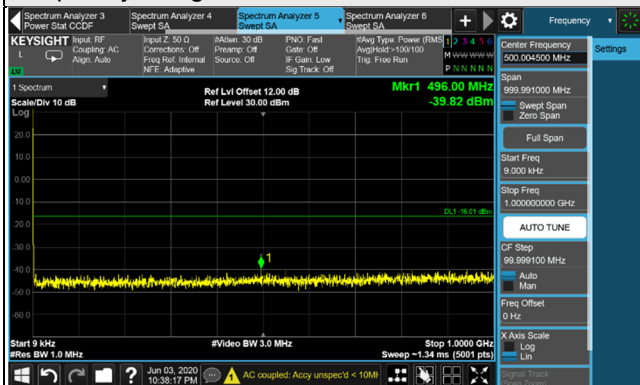 Spectrum Analyzer 3
Power Stat CCDF
Spectrum Analyzer 4
Swept SA
Spectrum Analyzer 5
Swept SA
Spectrum Analyzer 6
Swept SA
Frequency
KEYSIGHT
L
Input: RF
Coupling: AC
Align: Auto
Input Z: 50 Ω
Corrections: Off
Freq Ref: Internal
NFE: Adaptive
#Atten: 30 dB
Preamp: Off
Source: Off
PNO: Fast
Gate: Off
IF Gain: Low
Sig Track: Off
#Avg Type: Power (RMS
Avg|Hold:>100/100
Trig: Free Run
1 2 3 4 5 6
M W W W W W
P N N N N N
1 Spectrum
Scale/Div 10 dB
Log
Ref Lvl Offset 12.00 dB
Ref Level 30.00 dBm
Mkr1 496.00 MHz
-39.82 dBm
20.0
10.0
0.00
-10.0
DL1 -16.01 dBm
-20.0
-30.0
1
-40.0
-50.0
-60.0
Start 9 kHz
#Res BW 1.0 MHz
#Video BW 3.0 MHz
Stop 1.0000 GHz
Sweep ~1.34 ms (5001 pts)
Jun 03, 2020
10:38:17 PM
AC coupled: Accy unspec'd < 10MH
Settings
Center Frequency
500.004500 MHz
Span
999.991000 MHz
Swept Span
Zero Span
Full Span
Start Freq
9.000 kHz
Stop Freq
1.000000000 GHz
AUTO TUNE
CF Step
99.999100 MHz
Auto
Man
Freq Offset
0 Hz
X Axis Scale
Log
Lin
Signal Track
(Span Zoom)